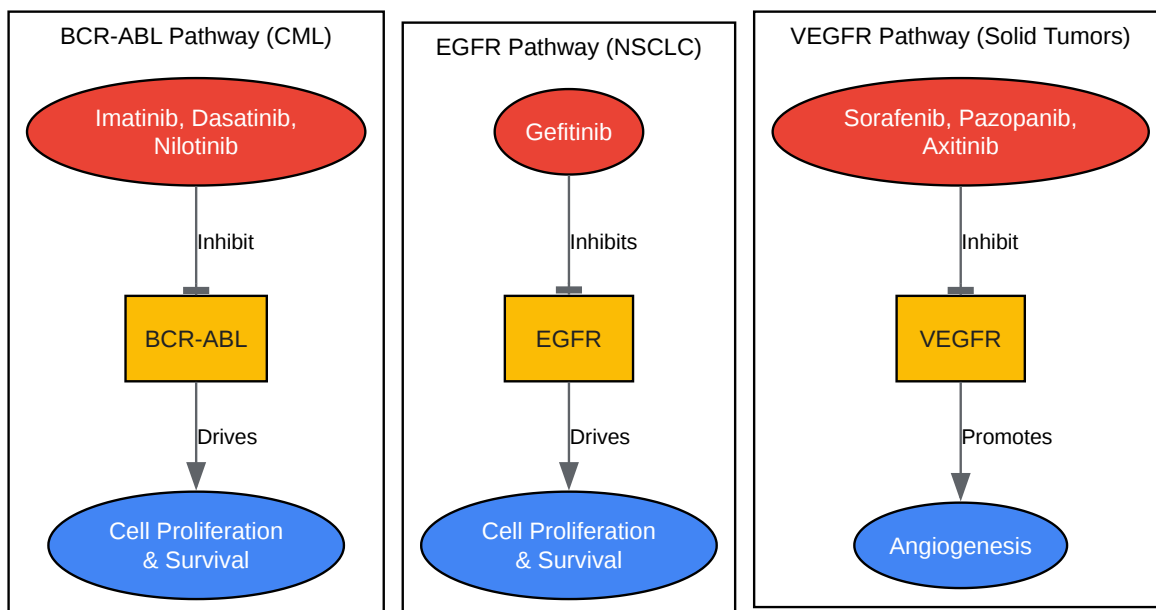 BCR-ABL Pathway (CML)
Imatinib, Dasatinib,
Nilotinib
Inhibit
BCR-ABL
Drives
Cell Proliferation
& Survival
EGFR Pathway (NSCLC)
Gefitinib
Inhibits
EGFR
Drives
Cell Proliferation
& Survival
VEGFR Pathway (Solid Tumors)
Sorafenib, Pazopanib,
Axitinib
Inhibit
VEGFR
Promotes
Angiogenesis